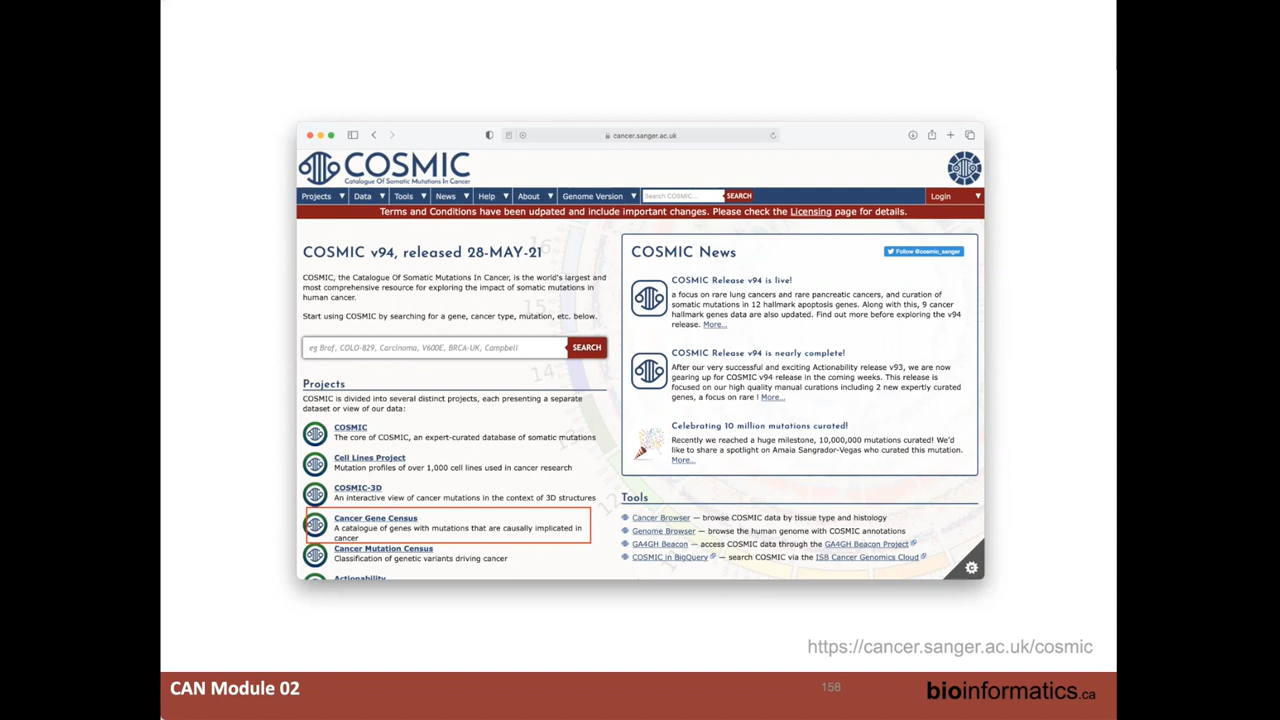 cancer.sanger.ac.uk
COSMIC
Catalogue Of Somatic Mutations In Cancer
Projects Data Tools News Help About Genome Version Search COSMIC... SEARCH Login
Terms and Conditions have been udpated and include important changes. Please check the Licensing page for details.
COSMIC v94, released 28-MAY-21
COSMIC, the Catalogue Of Somatic Mutations In Cancer, is the world's largest and
most comprehensive resource for exploring the impact of somatic mutations in
human cancer.
Start using COSMIC by searching for a gene, cancer type, mutation, etc. below.
eg Braf, COLO-829, Carcinoma, V600E, BRCA-UK, Campbell SEARCH
Projects
COSMIC is divided into several distinct projects, each presenting a separate
dataset or view of our data:
COSMIC
The core of COSMIC, an expert-curated database of somatic mutations
Cell Lines Project
Mutation profiles of over 1,000 cell lines used in cancer research
COSMIC-3D
An interactive view of cancer mutations in the context of 3D structures
Cancer Gene Census
A catalogue of genes with mutations that are causally implicated in
cancer
Cancer Mutation Census
Classification of genetic variants driving cancer
Actionability
COSMIC News
Follow @cosmic_sanger
COSMIC Release v94 is live!
a focus on rare lung cancers and rare pancreatic cancers, and curation of
somatic mutations in 12 hallmark apoptosis genes. Along with this, 9 cancer
hallmark genes data are also updated. Find out more before exploring the v94
release. More...
COSMIC Release v94 is nearly complete!
After our very successful and exciting Actionability release v93, we are now
gearing up for COSMIC v94 release in the coming weeks. This release is
focused on our high quality manual curations including 2 new expertly curated
genes, a focus on rare l More...
Celebrating 10 million mutations curated!
Recently we reached a huge milestone, 10,000,000 mutations curated! We'd
like to share a spotlight on Amaia Sangrador-Vegas who curated this mutation.
More...
Tools
Cancer Browser — browse COSMIC data by tissue type and histology
Genome Browser — browse the human genome with COSMIC annotations
GA4GH Beacon — access COSMIC data through the GA4GH Beacon Project
COSMIC in BigQuery — search COSMIC via the ISB Cancer Genomics Cloud
16
15
14
13
12
https://cancer.sanger.ac.uk/cosmic
CAN Module 02
158
bioinformatics.ca